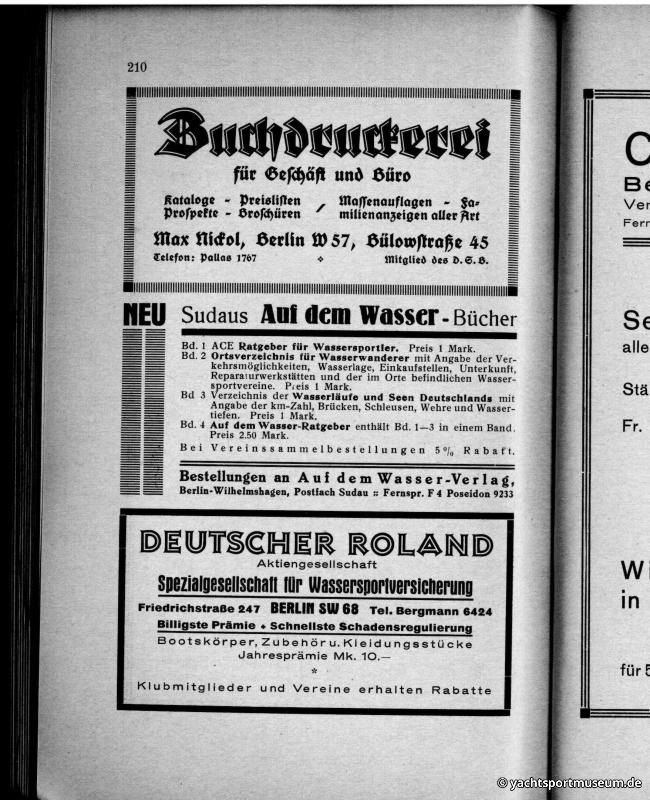 210
Buchdruckerei
für Geschäft und Büro
Kataloge - Preislisten / Massenauflagen - Fa=
Prospekte - Broschüren milienanzeigen aller Art
Max Nickol, Berlin W 57, Bülowstraße 45
Telefon: Pallas 1767 Mitglied des D. S. B.
NEU Sudaus Auf dem Wasser - Bücher
Bd. 1 ACE Ratgeber für Wassersportler. Preis 1 Mark.
Bd. 2 Ortsverzeichnis für Wasserwanderer mit Angabe der Ver-
kehrsmöglichkeiten, Wasserlage, Einkaufstellen, Unterkunft,
Reparaturwerkstätten und der im Orte befindlichen Wasser-
sportvereine. Preis 1 Mark.
Bd 3 Verzeichnis der Wasserläufe und Seen Deutschlands mit
Angabe der km-Zahl, Brücken, Schleusen, Wehre und Wasser-
tiefen. Preis 1 Mark.
Bd. 4 Auf dem Wasser-Ratgeber enthält Bd. 1—3 in einem Band.
Preis 2.50 Mark.
Bei Vereinssammelbestellungen 5% Rabatt.
Bestellungen an Auf dem Wasser-Verlag,
Berlin-Wilhelmshagen, Postfach Sudau :: Fernspr. F 4 Poseidon 9233
DEUTSCHER ROLAND
Aktiengesellschaft
Spezialgesellschaft für Wassersportversicherung
Friedrichstraße 247 BERLIN SW 68 Tel. Bergmann 6424
Billigste Prämie • Schnellste Schadensregulierung
Bootskörper, Zubehör u. Kleidungsstücke
Jahresprämie Mk. 10.—
*
Klubmitglieder und Vereine erhalten Rabatte
C
Be
Ver
Fern
Se
alle
Stä
Fr.
Wi
in
für 5
© yachtsportmuseum.de